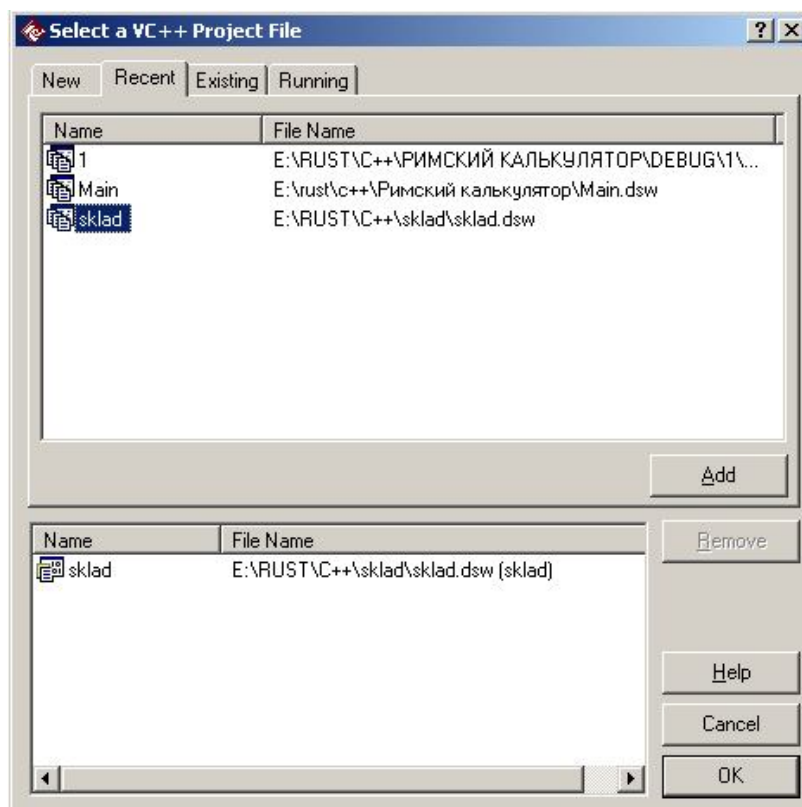 Select a VC++ Project File
New Recent Existing Running
Name File Name
1 E:\RUST\C++\РИМСКИЙ КАЛЬКУЛЯТОР\DEBUG\1\...
Main E:\rust\c++\Римский калькулятор\Main.dsw
sklad E:\RUST\C++\sklad\sklad.dsw
Add
Name File Name
sklad E:\RUST\C++\sklad\sklad.dsw (sklad)
Remove
Help
Cancel
OK